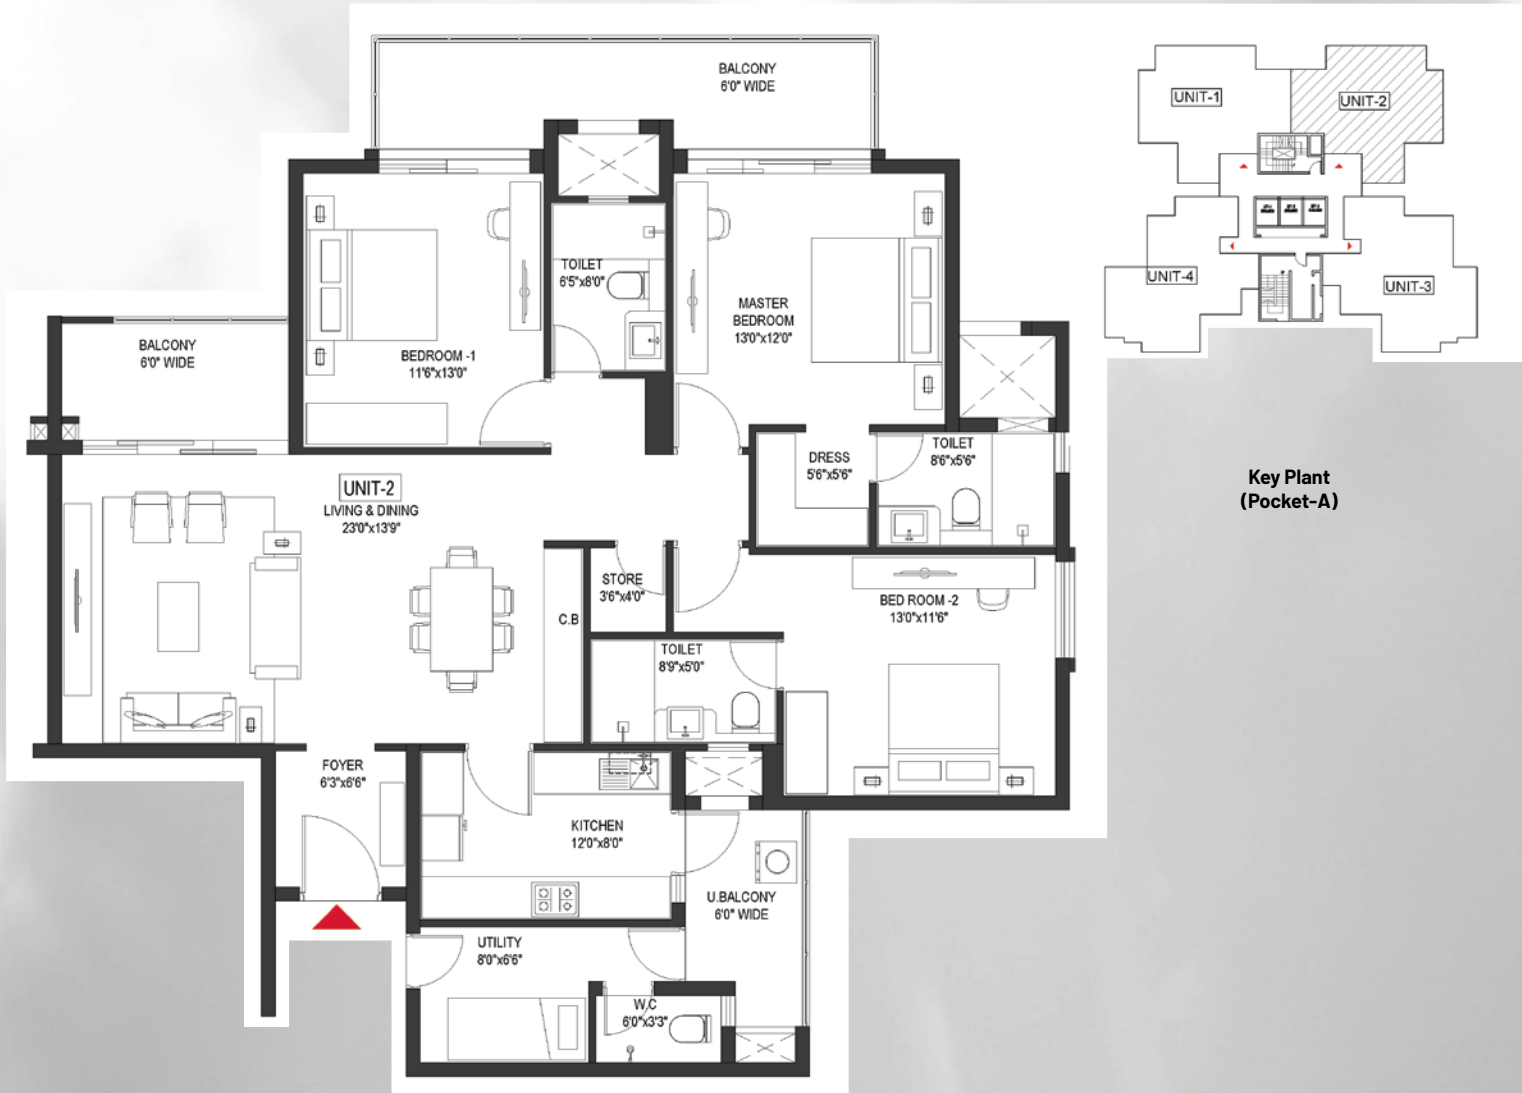 BALCONY
6'0" WIDE
UNIT-1
UNIT-2
UNIT-4
UNIT-3
BALCONY
6'0" WIDE
BEDROOM -1
11'6"x13'0"
TOILET
6'5"x8'0"
MASTER
BEDROOM
13'0"x12'0"
DRESS
5'6"x5'6"
TOILET
8'6"x5'6"
Key Plant
(Pocket-A)
UNIT-2
LIVING & DINING
23'0"x13'9"
STORE
3'6"x4'0"
C.B
BED ROOM -2
13'0"x11'6"
TOILET
8'9"x5'0"
FOYER
6'3"x6'6"
KITCHEN
12'0"x8'0"
U.BALCONY
6'0" WIDE
UTILITY
8'0"x6'6"
W.C
6'0"x3'3"